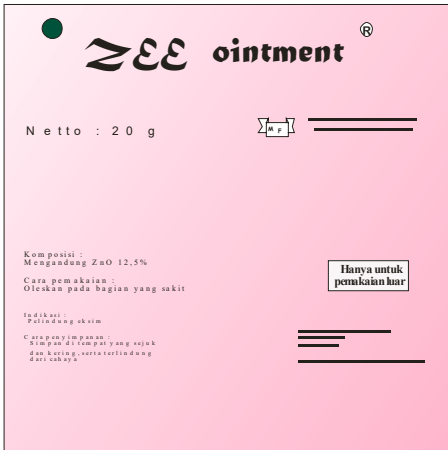 ZEE ointment ®
Netto : 20 g
M F
Komposisi :
Mengandung ZnO 12,5%
Cara pemakaian :
Oleskan pada bagian yang sakit
Hanya untuk
pemakaian luar
Indikasi :
Pelindung eksim
Cara penyimpanan :
Simpan di tempat yang sejuk
dan kering ,serta terlindung
dari cahaya